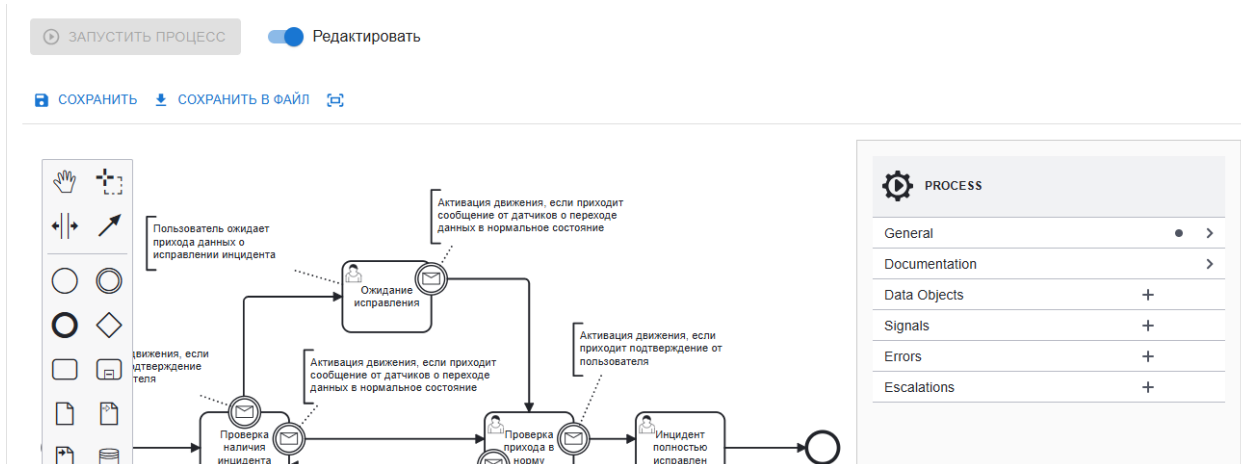 ЗАПУСТИТЬ ПРОЦЕСС
Редактировать
СОХРАНИТЬ
СОХРАНИТЬ В ФАЙЛ
Пользователь ожидает
прихода данных о
исправлении инцидента
Активация движения, если приходит
сообщение от датчиков о переходе
данных в нормальное состояние
Ожидание
исправления
движения, если
теля
Активация движения, если приходит
сообщение от датчиков о переходе
данных в нормальное состояние
Активация движения, если
приходит подтверждение от
пользователя
Проверка
наличия
инцидента
Проверка
прихода в
норму
Инцидент
полностью
исправлен
PROCESS
General
Documentation
Data Objects
Signals
Errors
Escalations